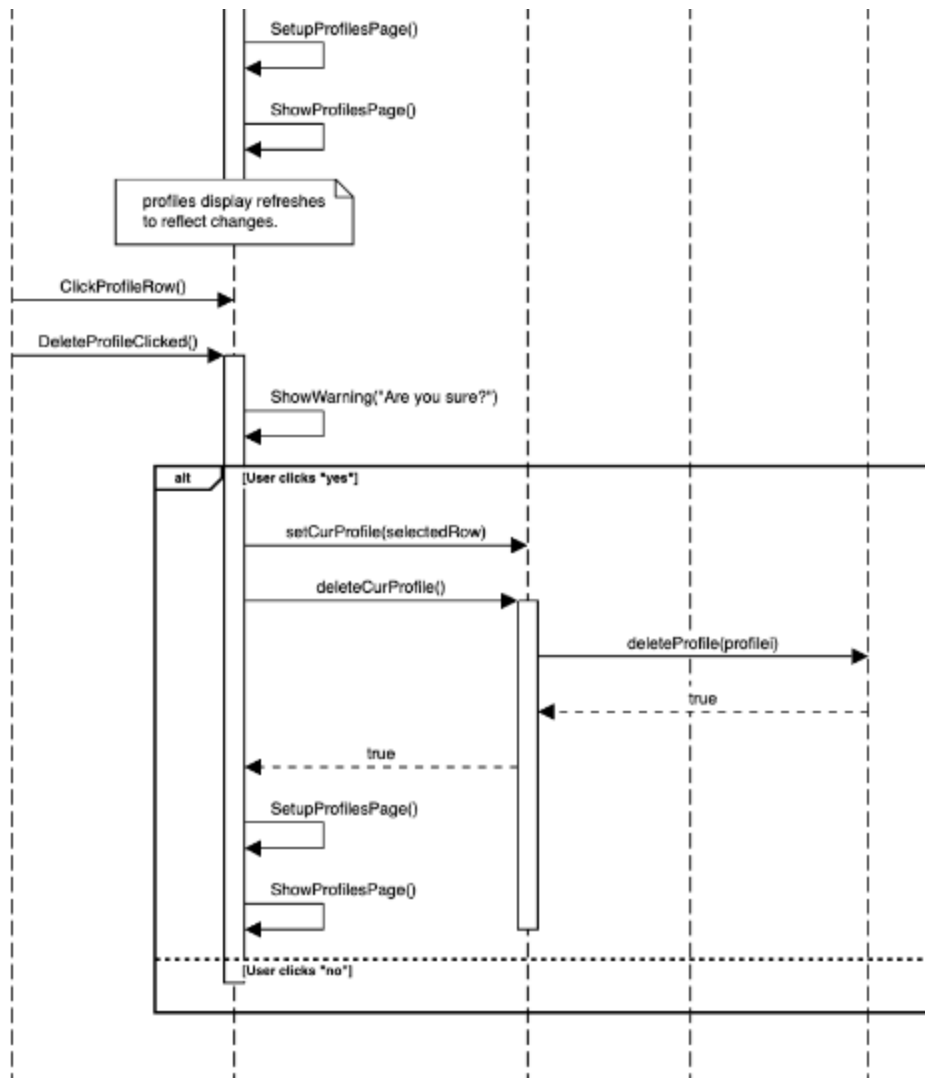 SetupProfilesPage()
ShowProfilesPage()
profiles display refreshes
to reflect changes.
ClickProfileRow()
DeleteProfileClicked()
ShowWarning("Are you sure?")
alt
[User clicks "yes"]
setCurProfile(selectedRow)
deleteCurProfile()
deleteProfile(profilei)
true
true
SetupProfilesPage()
ShowProfilesPage()
[User clicks "no"]